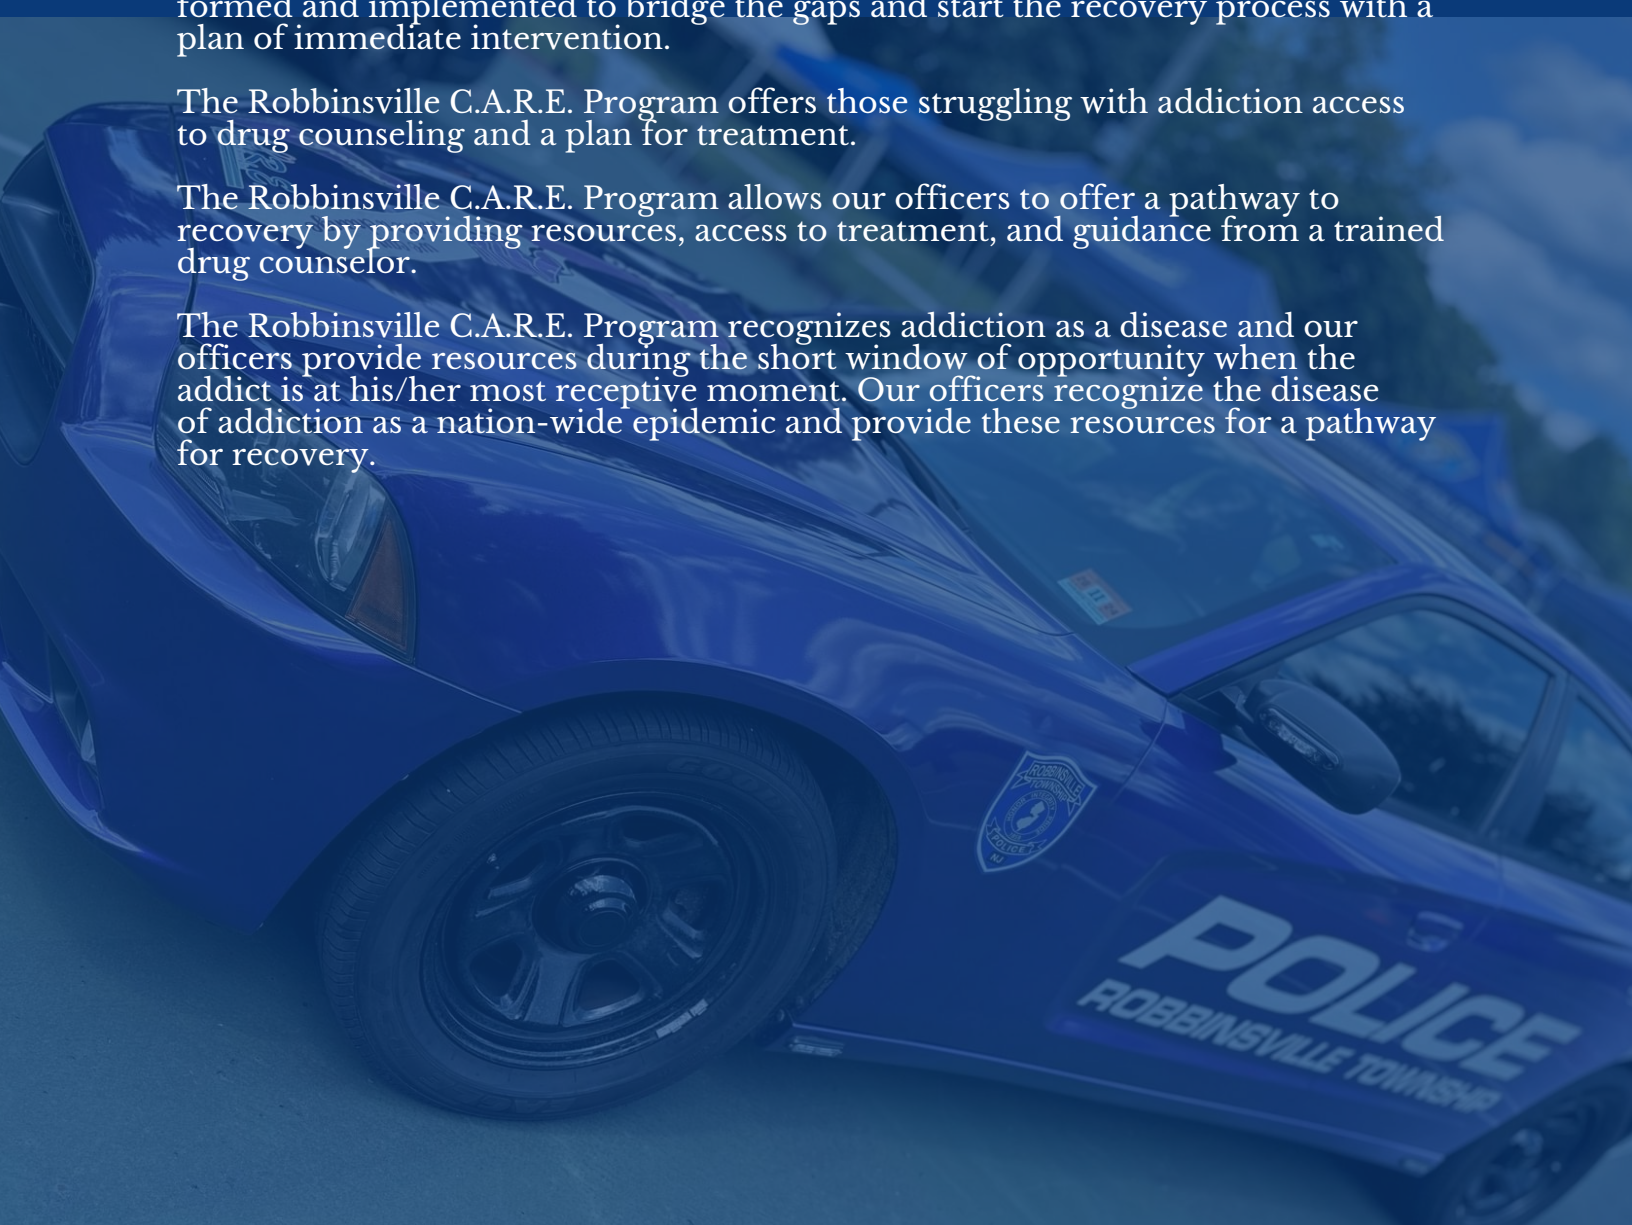 formed and implemented to bridge the gaps and start the recovery process with a
plan of immediate intervention.
The Robbinsville C.A.R.E. Program offers those struggling with addiction access
to drug counseling and a plan for treatment.
The Robbinsville C.A.R.E. Program allows our officers to offer a pathway to
recovery by providing resources, access to treatment, and guidance from a trained
drug counselor.
The Robbinsville C.A.R.E. Program recognizes addiction as a disease and our
officers provide resources during the short window of opportunity when the
addict is at his/her most receptive moment. Our officers recognize the disease
of addiction as a nation-wide epidemic and provide these resources for a pathway
for recovery.
11
ROBBINSVILLE
TOWNSHIP
POLICE
NJ
POLICE
ROBBINSVILLE TOWNSHIP